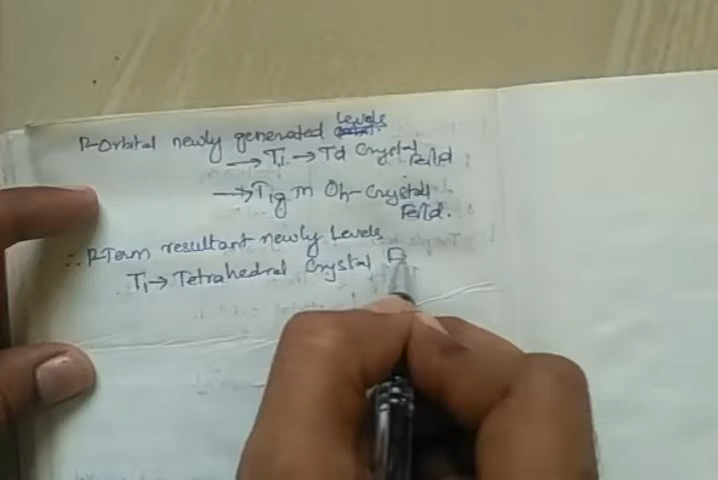 P-Orbital newly generated Levels
→ T1 → Td Crystal Field
→ T1g in Oh-Crystal Field.
∴ P-Term resultant newly Levels
T1 → Tetrahedral Crystal F